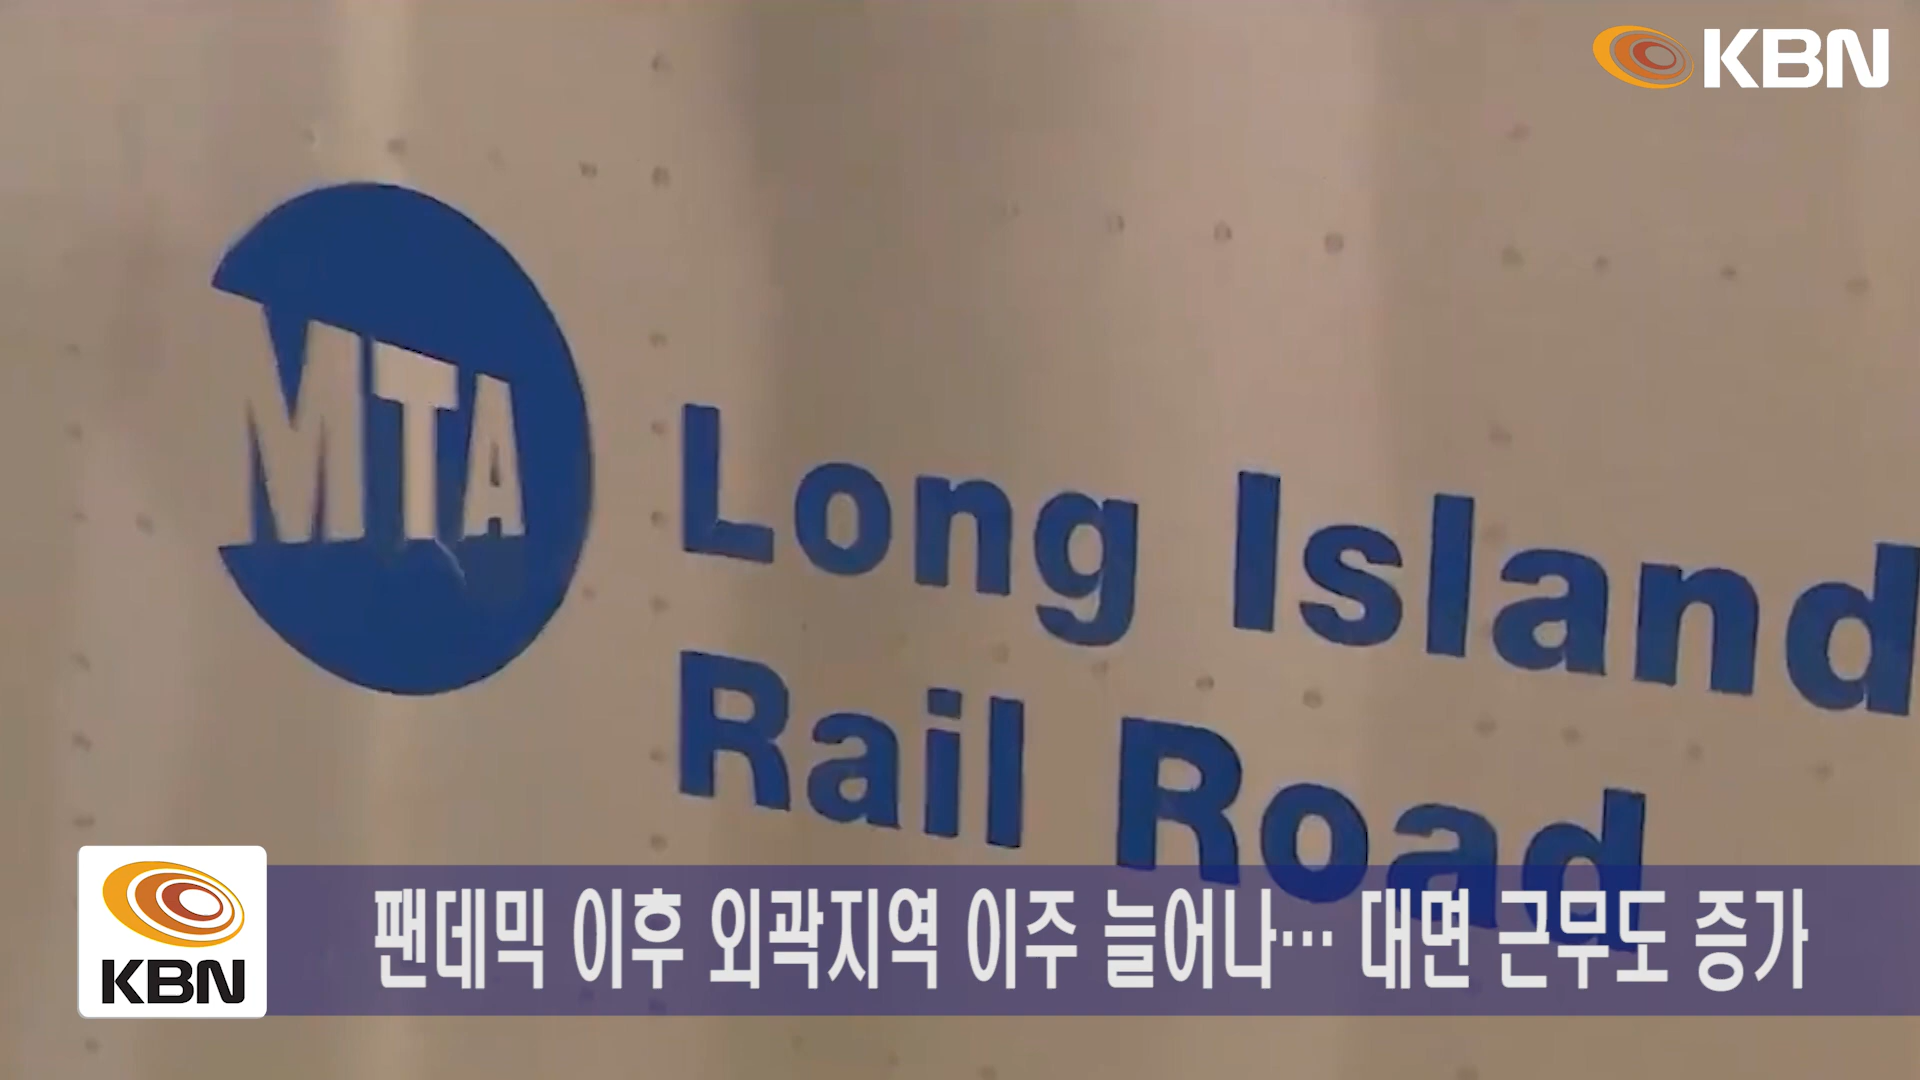 KBN
MTA
Long Island
Rail Road
KBN
팬데믹 이후 외곽지역 이주 늘어나… 대면 근무도 증가